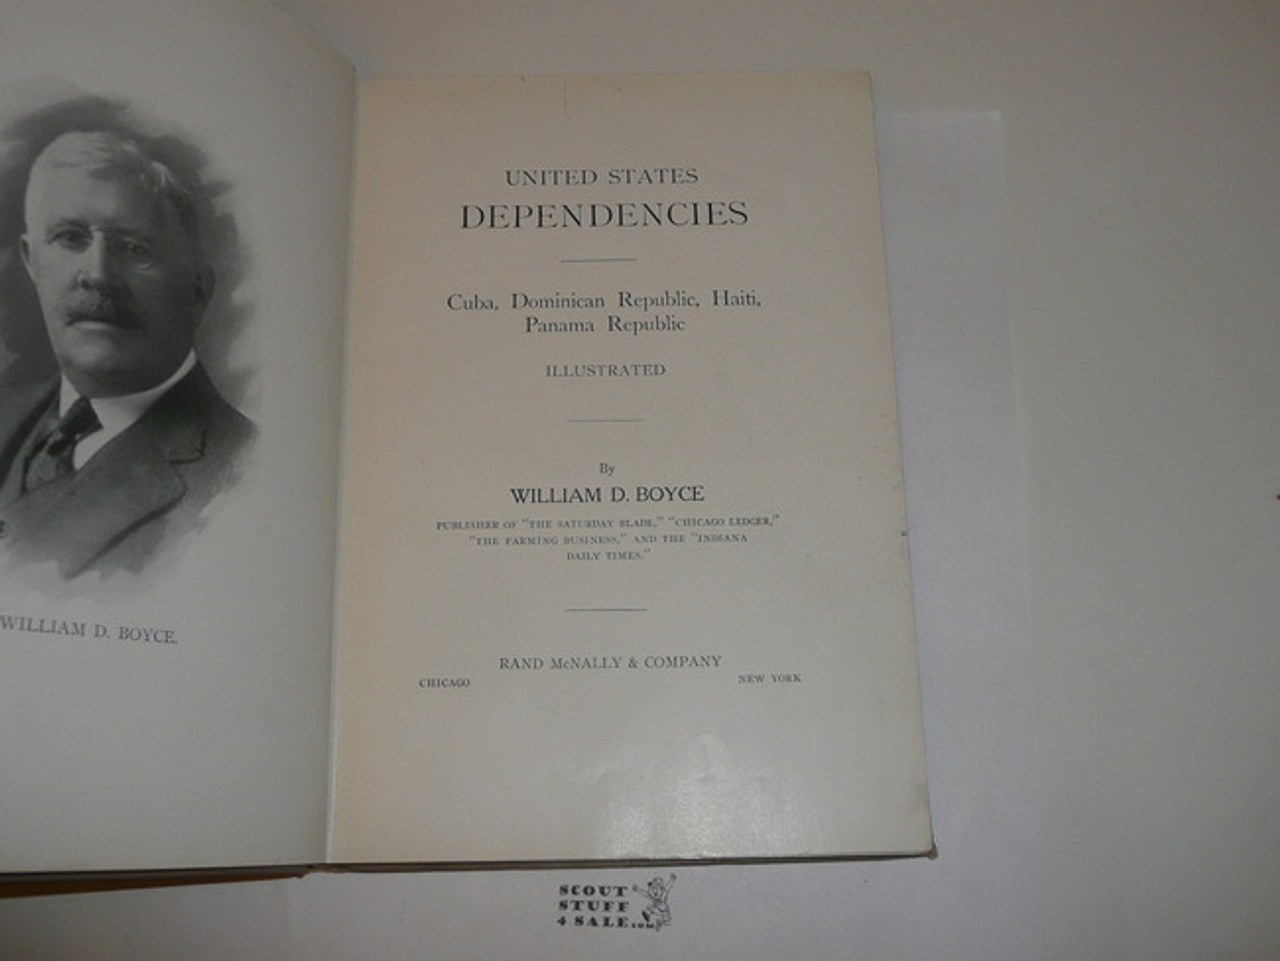 WILLIAM D. BOYCE.
UNITED STATES
DEPENDENCIES
Cuba, Dominican Republic, Haiti,
Panama Republic
ILLUSTRATED
By
WILLIAM D. BOYCE
PUBLISHER OF "THE SATURDAY BLADE," "CHICAGO LEDGER,"
"THE FARMING BUSINESS," AND THE "INDIANA
DAILY TIMES."
RAND McNALLY & COMPANY
CHICAGO NEW YORK
SCOUT
STUFF
4 SALE.com